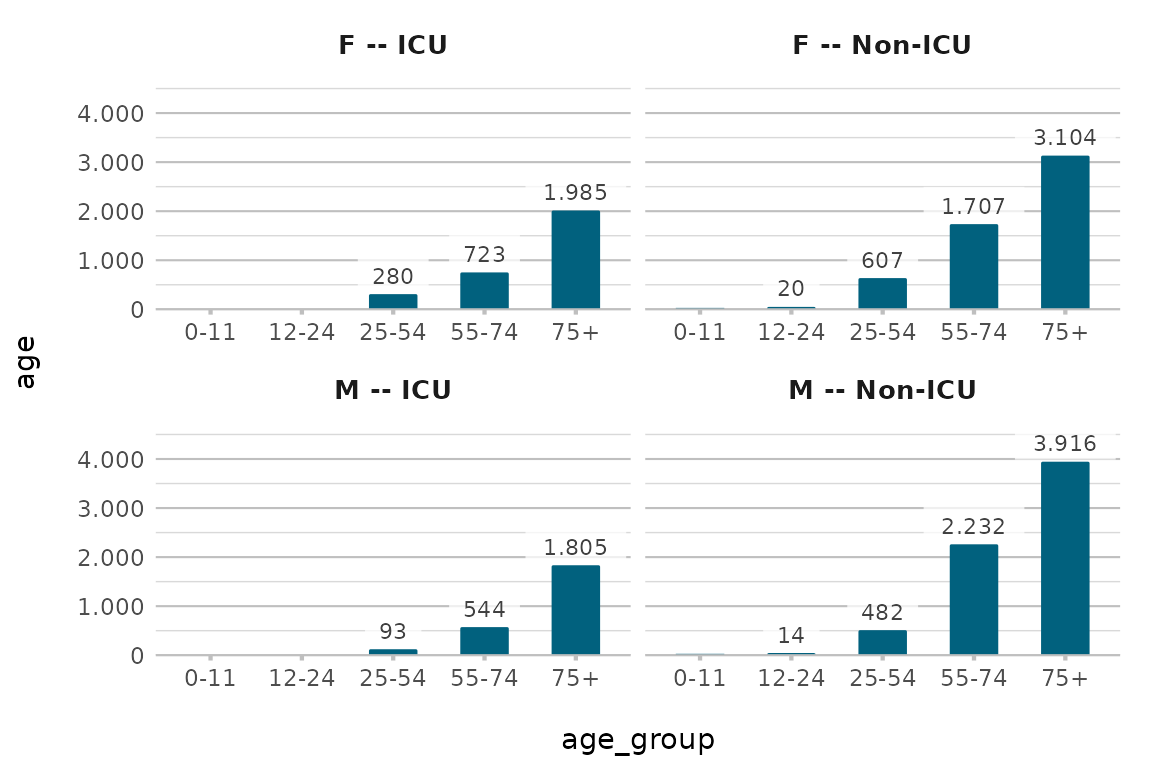 F -- ICU
F -- Non-ICU
4.000
3.000
2.000
1.000
0
280
723
1.985
20
607
1.707
3.104
0-11 12-24 25-54 55-74 75+
0-11 12-24 25-54 55-74 75+
age
M -- ICU
M -- Non-ICU
4.000
3.000
2.000
1.000
0
93
544
1.805
14
482
2.232
3.916
0-11 12-24 25-54 55-74 75+
0-11 12-24 25-54 55-74 75+
age_group